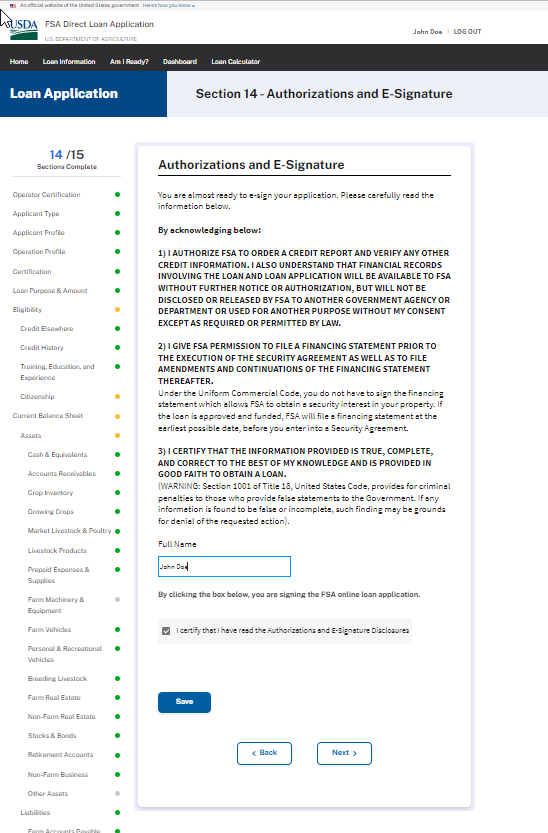 An official website of the United States government Here's how you know
USDA
FSA Direct Loan Application
U.S. DEPARTMENT OF AGRICULTURE
John Doe | LOG OUT
Home Loan Information Am I Ready? Dashboard Loan Calculator
Loan Application
Section 14 - Authorizations and E-Signature
14 /15
Sections Complete
Operator Certification
Applicant Type
Applicant Profile
Operation Profile
Certification
Loan Purpose & Amount
Eligibility
Credit Elsewhere
Credit History
Training, Education, and
Experience
Citizenship
Current Balance Sheet
Assets
Cash & Equivalents
Accounts Receivables
Crop Inventory
Growing Crops
Market Livestock & Poultry
Livestock Products
Prepaid Expenses &
Supplies
Farm Machinery &
Equipment
Farm Vehicles
Personal & Recreational
Vehicles
Breeding Livestock
Farm Real Estate
Non-Farm Real Estate
Stocks & Bonds
Retirement Accounts
Non-Farm Business
Other Assets
Liabilities
Farm Accounts Payable
Authorizations and E-Signature
You are almost ready to e-sign your application. Please carefully read the
information below.
By acknowledging below:
1) I AUTHORIZE FSA TO ORDER A CREDIT REPORT AND VERIFY ANY OTHER
CREDIT INFORMATION. I ALSO UNDERSTAND THAT FINANCIAL RECORDS
INVOLVING THE LOAN AND LOAN APPLICATION WILL BE AVAILABLE TO FSA
WITHOUT FURTHER NOTICE OR AUTHORIZATION, BUT WILL NOT BE
DISCLOSED OR RELEASED BY FSA TO ANOTHER GOVERNMENT AGENCY OR
DEPARTMENT OR USED FOR ANOTHER PURPOSE WITHOUT MY CONSENT
EXCEPT AS REQUIRED OR PERMITTED BY LAW.
2) I GIVE FSA PERMISSION TO FILE A FINANCING STATEMENT PRIOR TO
THE EXECUTION OF THE SECURITY AGREEMENT AS WELL AS TO FILE
AMENDMENTS AND CONTINUATIONS OF THE FINANCING STATEMENT
THEREAFTER.
Under the Uniform Commercial Code, you do not have to sign the financing
statement which allows FSA to obtain a security interest in your property. If
the loan is approved and funded, FSA will file a financing statement at the
earliest possible date, before you enter into a Security Agreement.
3) I CERTIFY THAT THE INFORMATION PROVIDED IS TRUE, COMPLETE,
AND CORRECT TO THE BEST OF MY KNOWLEDGE AND IS PROVIDED IN
GOOD FAITH TO OBTAIN A LOAN.
(WARNING: Section 1001 of Title 18, United States Code, provides for criminal
penalties to those who provide false statements to the Government. If any
information is found to be false or incomplete, such finding may be grounds
for denial of the requested action).
Full Name
John Doe
By clicking the box below, you are signing the FSA online loan application.
I certify that I have read the Authorizations and E-Signature Disclosures
Save
Back
Next